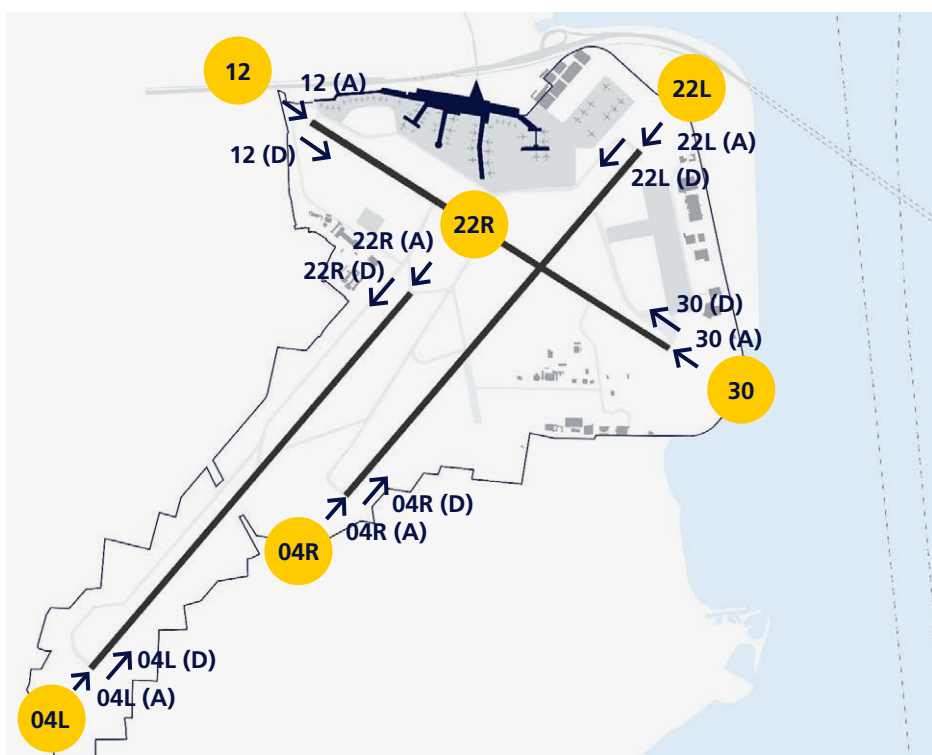 12
12 (A)
22L
22L (A)
12 (D)
22L (D)
22R
22R (A)
22R (D)
30 (D)
30 (A)
30
04R (D)
04R (A)
04R
04L (D)
04L (A)
04L